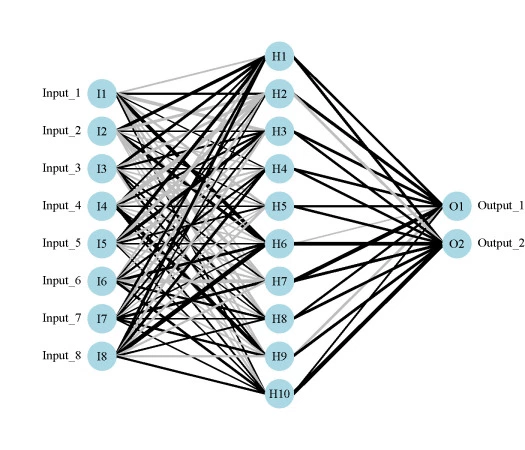 H1
Input_1 I1 H2
Input_2 I2 H3
Input_3 I3 H4
Input_4 I4 H5 O1 Output_1
Input_5 I5 H6 O2 Output_2
Input_6 I6 H7
Input_7 I7 H8
Input_8 I8 H9
H10